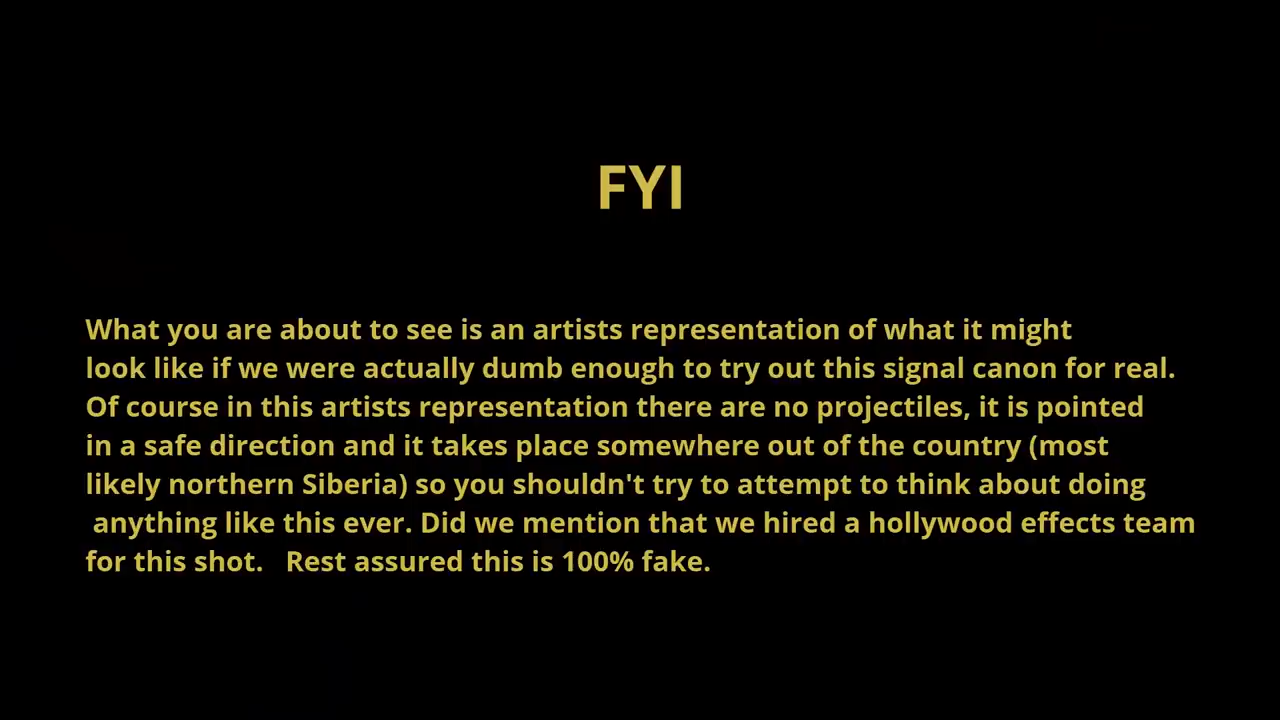 FYI
What you are about to see is an artists representation of what it might
look like if we were actually dumb enough to try out this signal canon for real.
Of course in this artists representation there are no projectiles, it is pointed
in a safe direction and it takes place somewhere out of the country (most
likely northern Siberia) so you shouldn't try to attempt to think about doing
anything like this ever. Did we mention that we hired a hollywood effects team
for this shot.   Rest assured this is 100% fake.